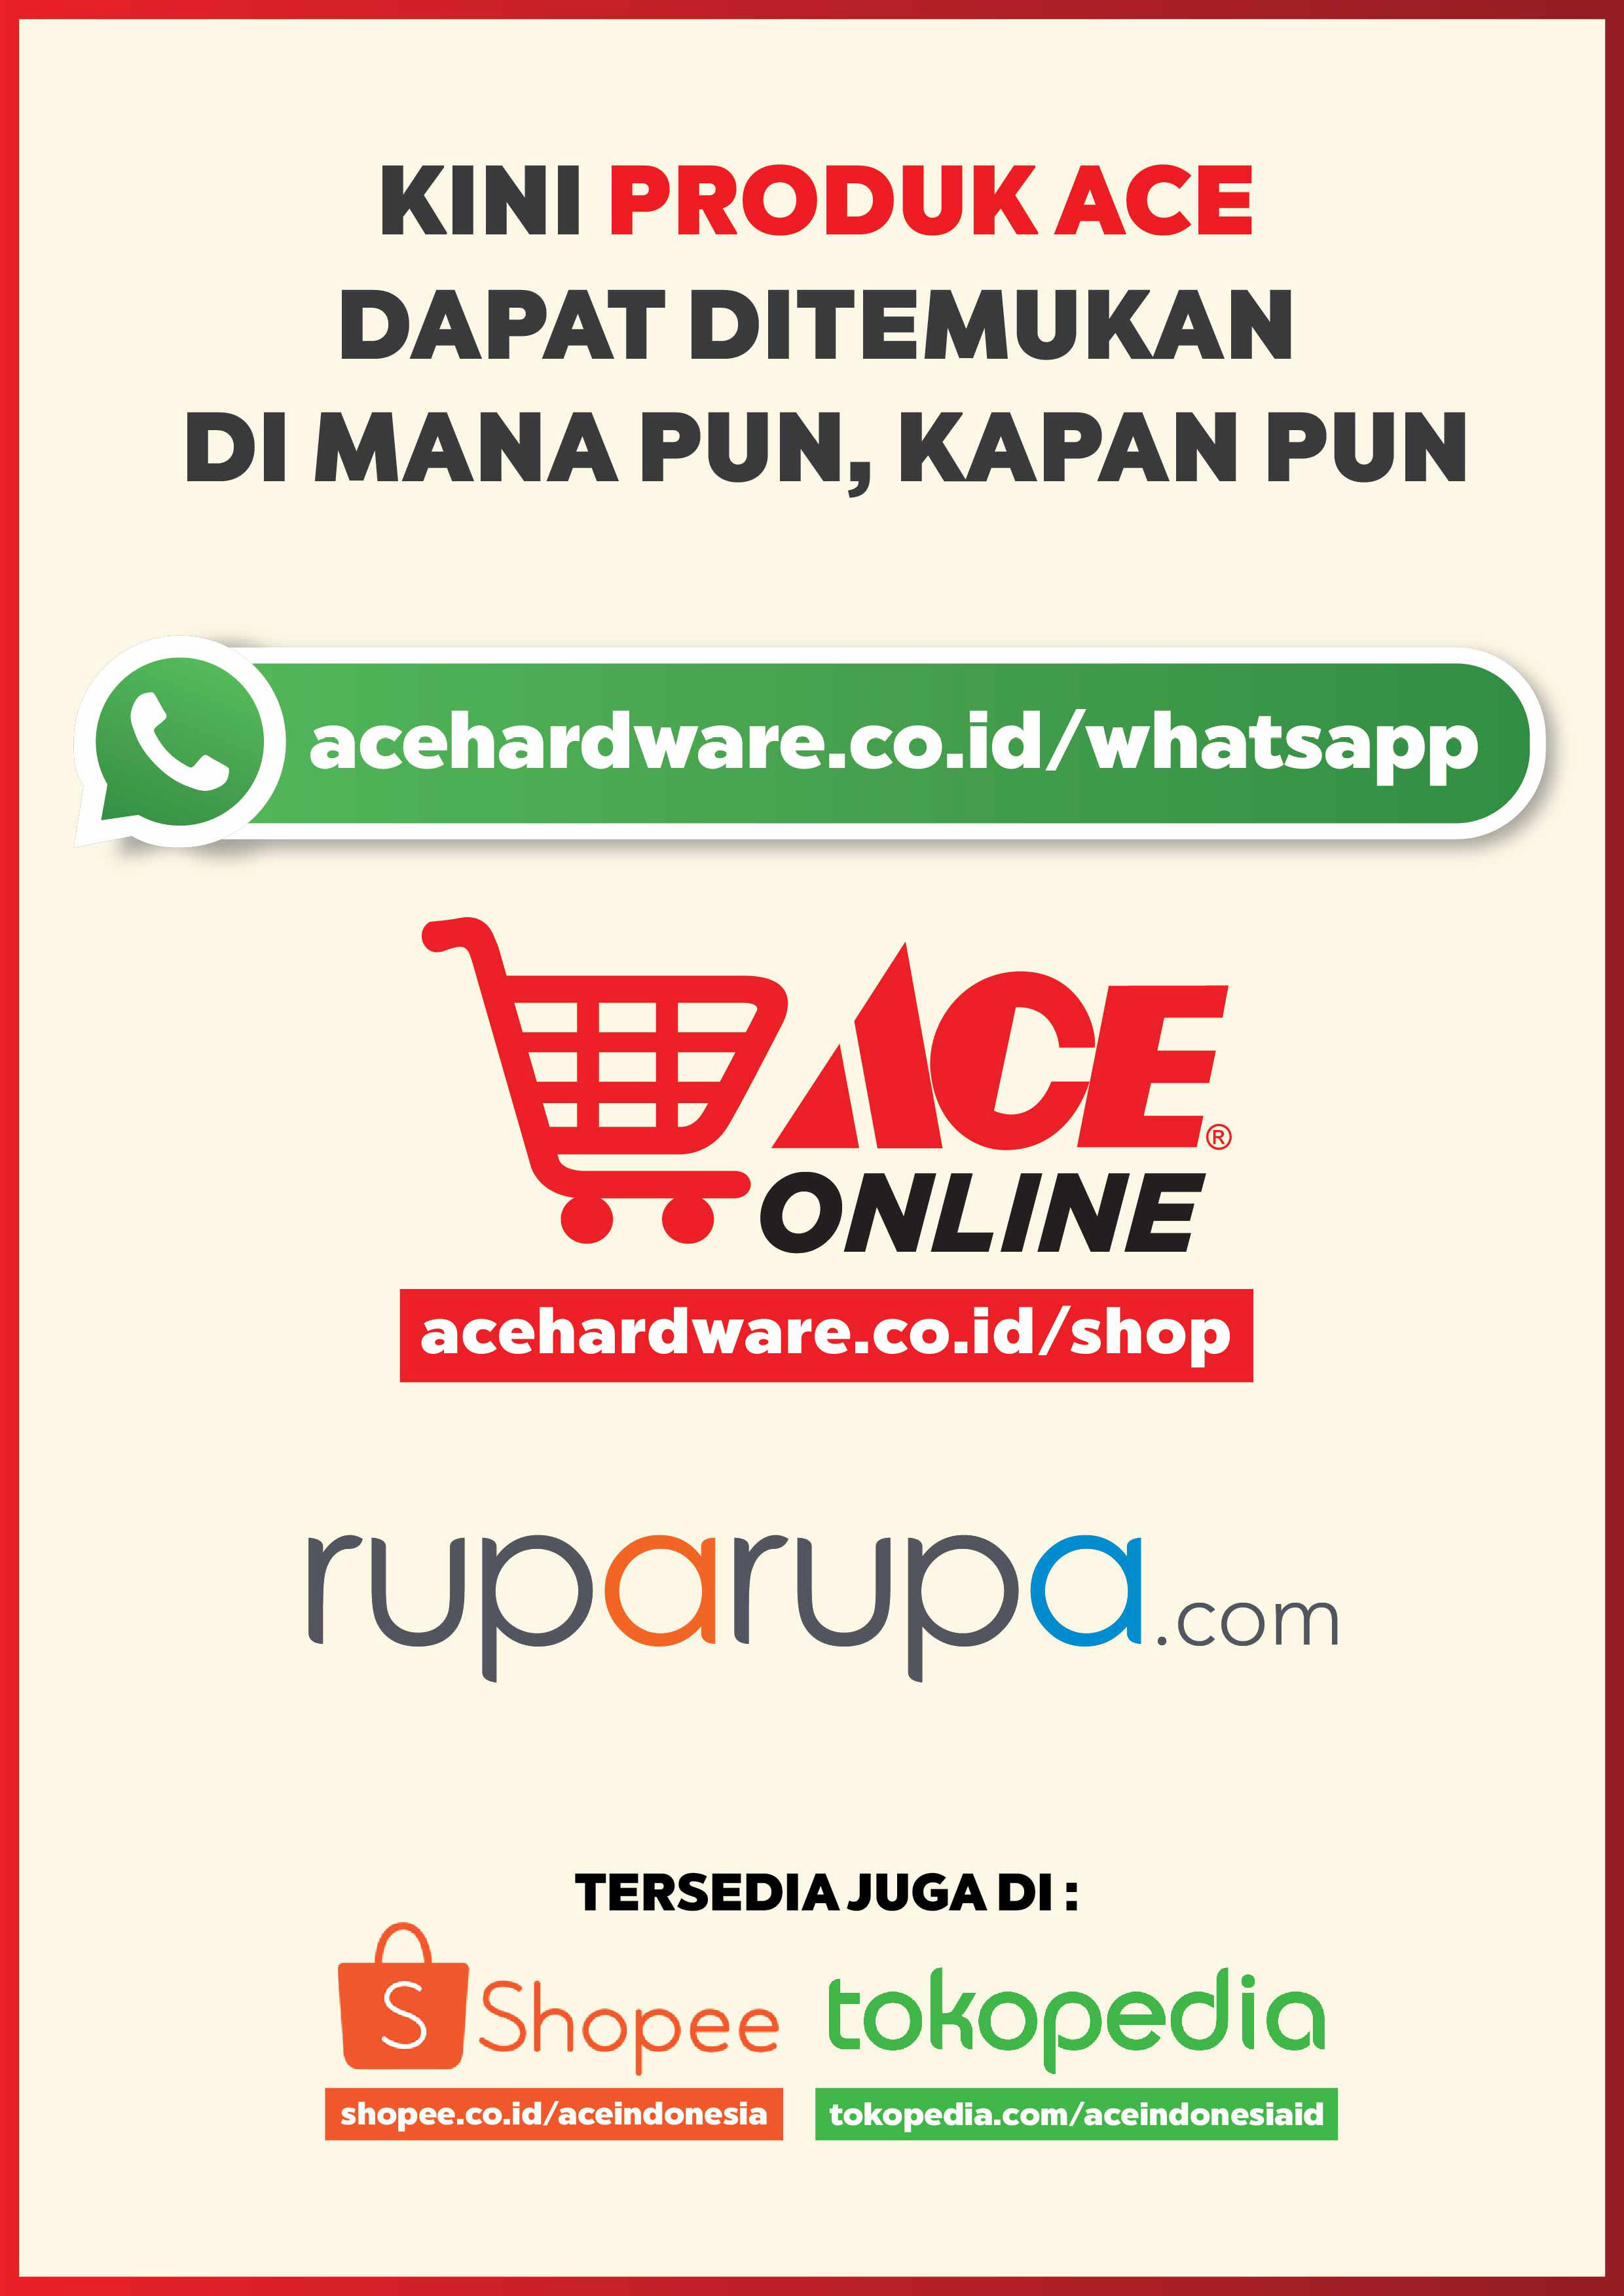 KINI PRODUK ACE
DAPAT DITEMUKAN
DI MANA PUN, KAPAN PUN
acehardware.co.id/whatsapp
ACE®
ONLINE
acehardware.co.id/shop
ruparupa.com
TERSEDIA JUGA DI :
S Shopee tokopedia
shopee.co.id/aceindonesia tokopedia.com/aceindonesiaid